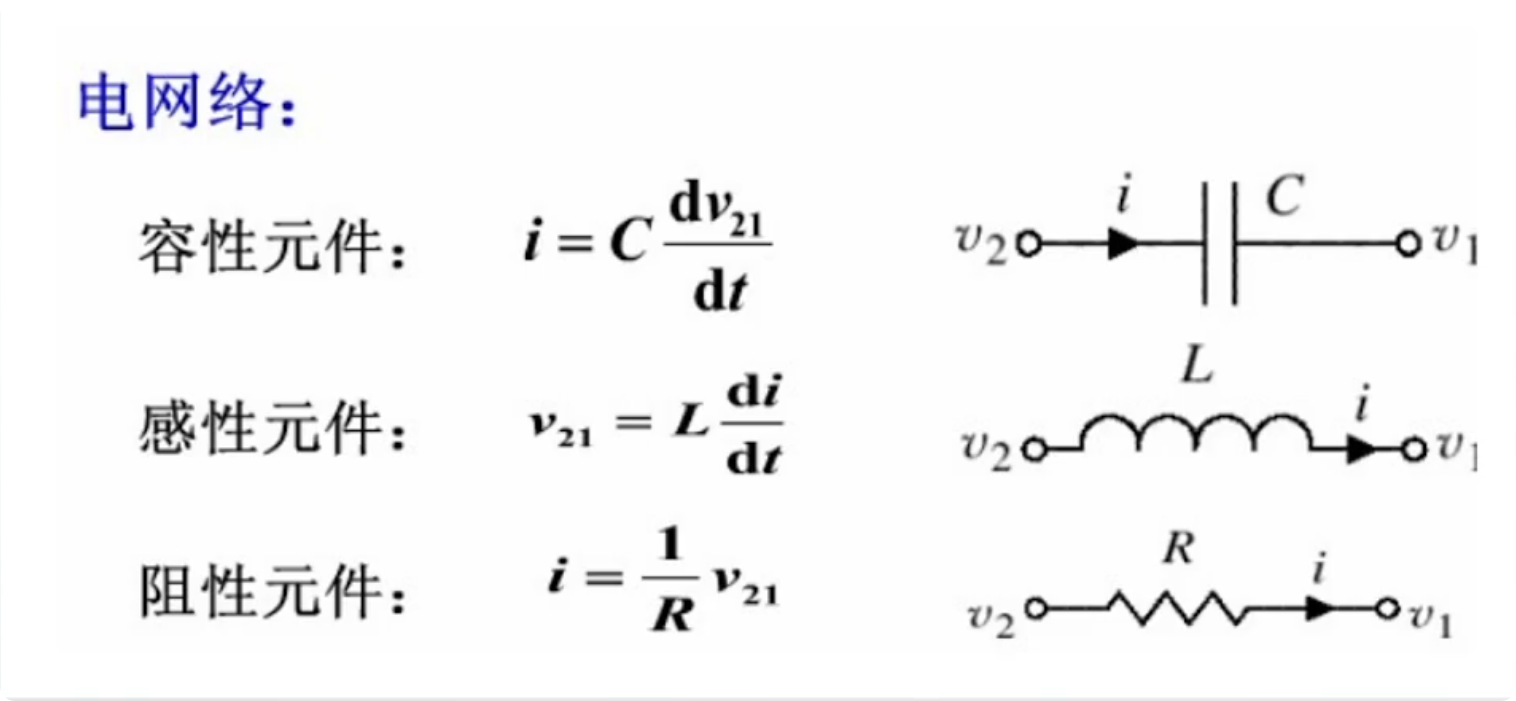 电网络：
容性元件： i = C dv₂₁/dt
i C
v₂ v₁
感性元件： v₂₁ = L di/dt
L
i
v₂ v₁
阻性元件： i = 1/R v₂₁
R
i
v₂ v₁